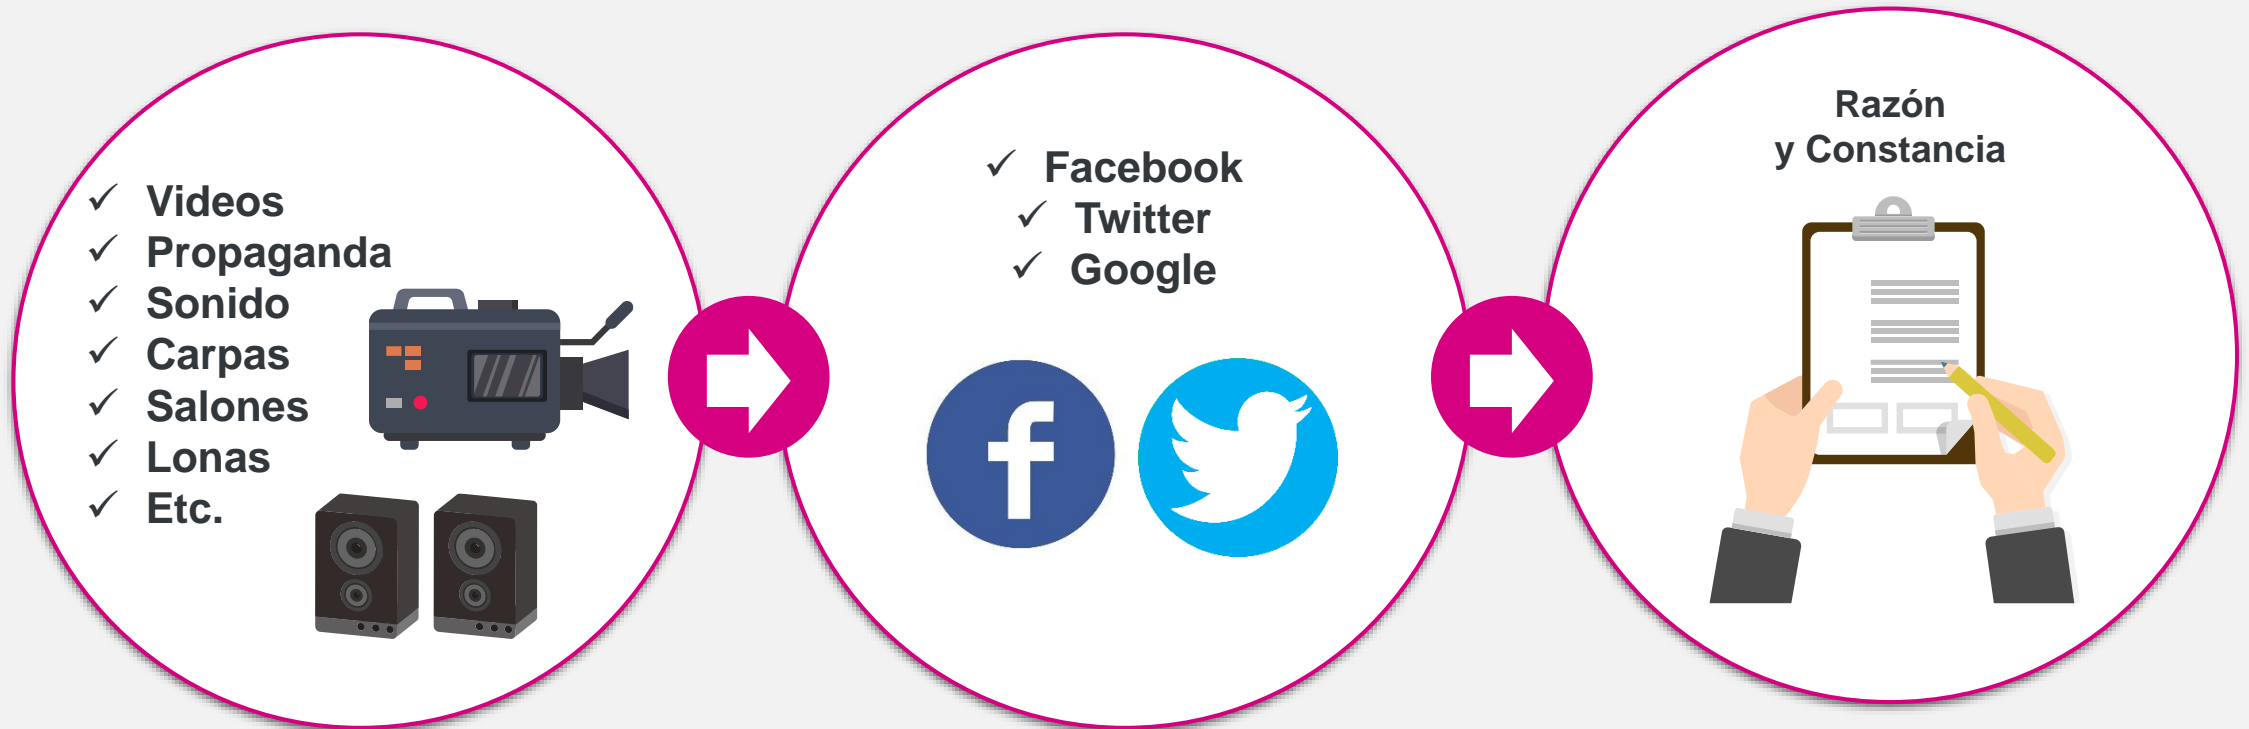 ✓ Videos
✓ Propaganda
✓ Sonido
✓ Carpas
✓ Salones
✓ Lonas
✓ Etc.
✓ Facebook
✓ Twitter
✓ Google
Razón
y Constancia